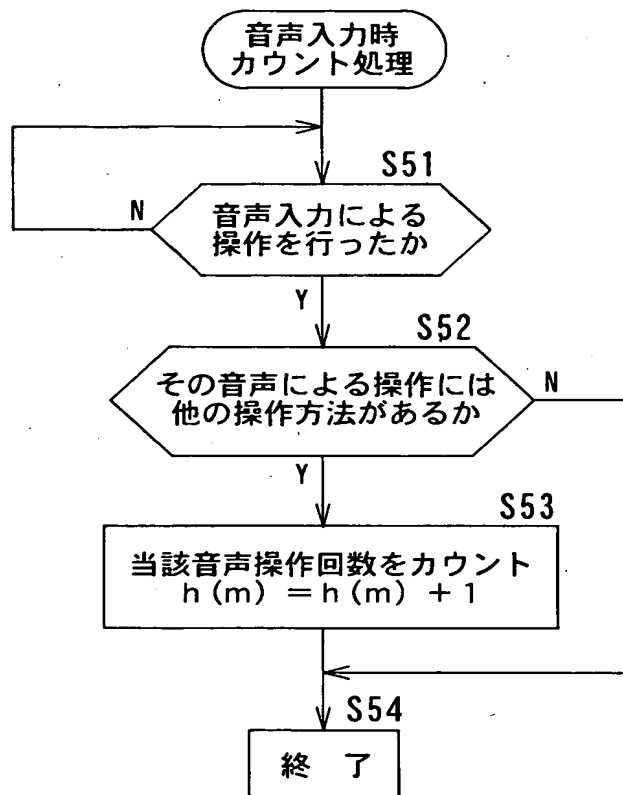 音声入力時
カウント処理
S51
N
音声入力による
操作を行ったか
Y
S52
その音声による操作には
他の操作方法があるか
N
Y
S53
当該音声操作回数をカウント
h(m)=h(m)+1
S54
終 了